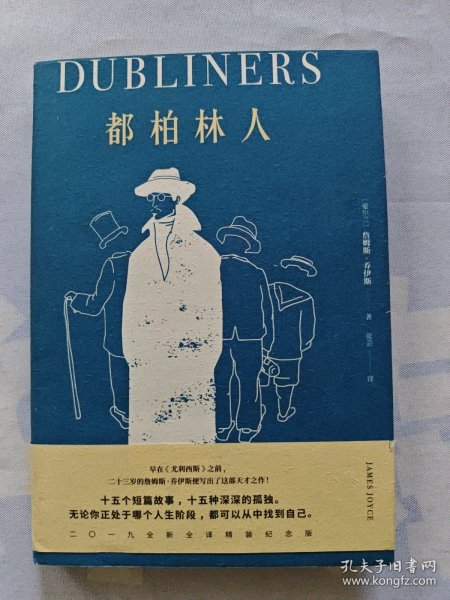 DUBLINERS
都柏林人
[爱尔兰] 詹姆斯·乔伊斯 著
张芸 译
早在《尤利西斯》之前,
二十三岁的詹姆斯·乔伊斯便写出了这部天才之作!
十五个短篇故事,十五种深深的孤独。
无论你正处于哪个人生阶段,都可以从中找到自己。
二〇一九全新全译精装纪念版
JAMES JOYCE
孔夫子旧书网
www.kongfz.com